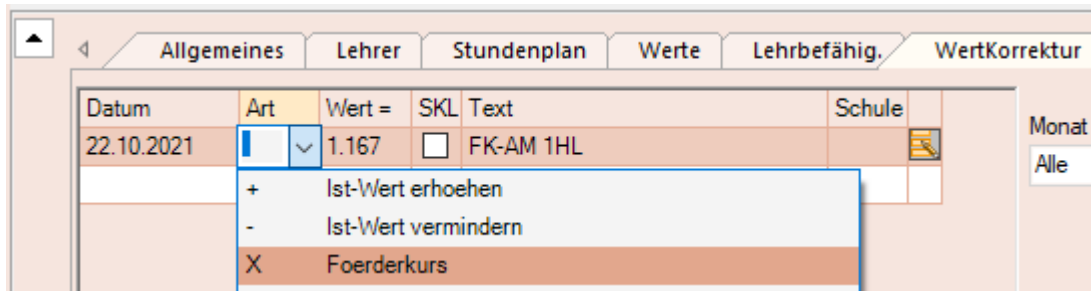 Allgemeines Lehrer Stundenplan Werte Lehrbefähig. WertKorrektur
Datum Art Wert = SKL Text Schule
Monat
22.10.2021 1.167 FK-AM 1HL
Alle
+ Ist-Wert erhoehen
- Ist-Wert vermindern
X Foerderkurs